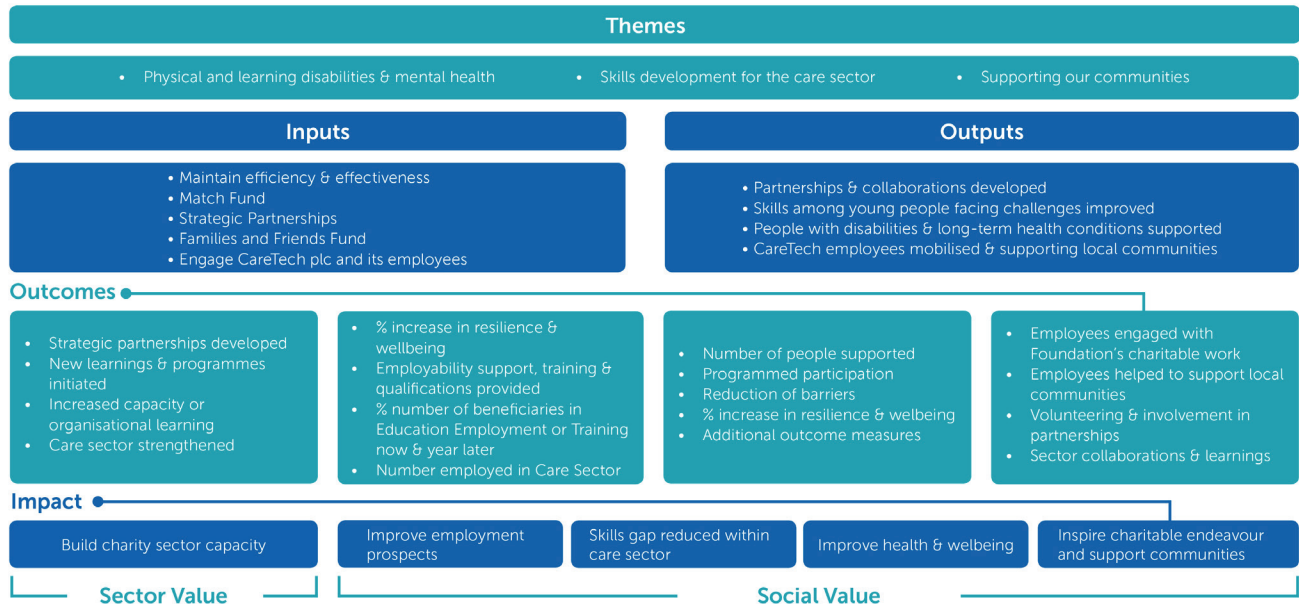 Themes
• Physical and learning disabilities & mental health
• Skills development for the care sector
• Supporting our communities
Inputs
• Maintain efficiency & effectiveness
• Match Fund
• Strategic Partnerships
• Families and Friends Fund
• Engage CareTech plc and its employees
Outputs
• Partnerships & collaborations developed
• Skills among young people facing challenges improved
• People with disabilities & long-term health conditions supported
• CareTech employees mobilised & supporting local communities
Outcomes
• Strategic partnerships developed
• New learnings & programmes
initiated
• Increased capacity or
organisational learning
• Care sector strengthened
• % increase in resilience &
wellbeing
• Employability support, training &
qualifications provided
• % number of beneficiaries in
Education Employment or Training
now & year later
• Number employed in Care Sector
• Number of people supported
• Programmed participation
• Reduction of barriers
• % increase in resilience & welbeing
• Additional outcome measures
• Employees engaged with
Foundation's charitable work
• Employees helped to support local
communities
• Volunteering & involvement in
partnerships
• Sector collaborations & learnings
Impact
Build charity sector capacity
Improve employment
prospects
Skills gap reduced within
care sector
Improve health & welbeing
Inspire charitable endeavour
and support communities
Sector Value
Social Value